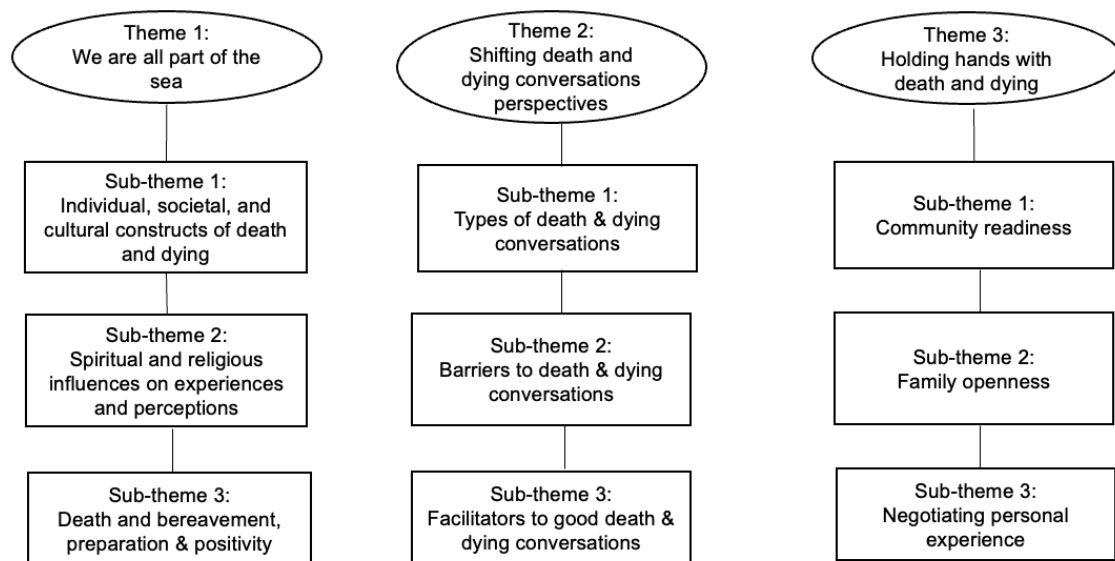 Theme 1:
We are all part of the
sea
Sub-theme 1:
Individual, societal, and
cultural constructs of death
and dying
Sub-theme 2:
Spiritual and religious
influences on experiences
and perceptions
Sub-theme 3:
Death and bereavement,
preparation & positivity
Theme 2:
Shifting death and
dying conversations
perspectives
Sub-theme 1:
Types of death & dying
conversations
Sub-theme 2:
Barriers to death & dying
conversations
Sub-theme 3:
Facilitators to good death &
dying conversations
Theme 3:
Holding hands with
death and dying
Sub-theme 1:
Community readiness
Sub-theme 2:
Family openness
Sub-theme 3:
Negotiating personal
experience